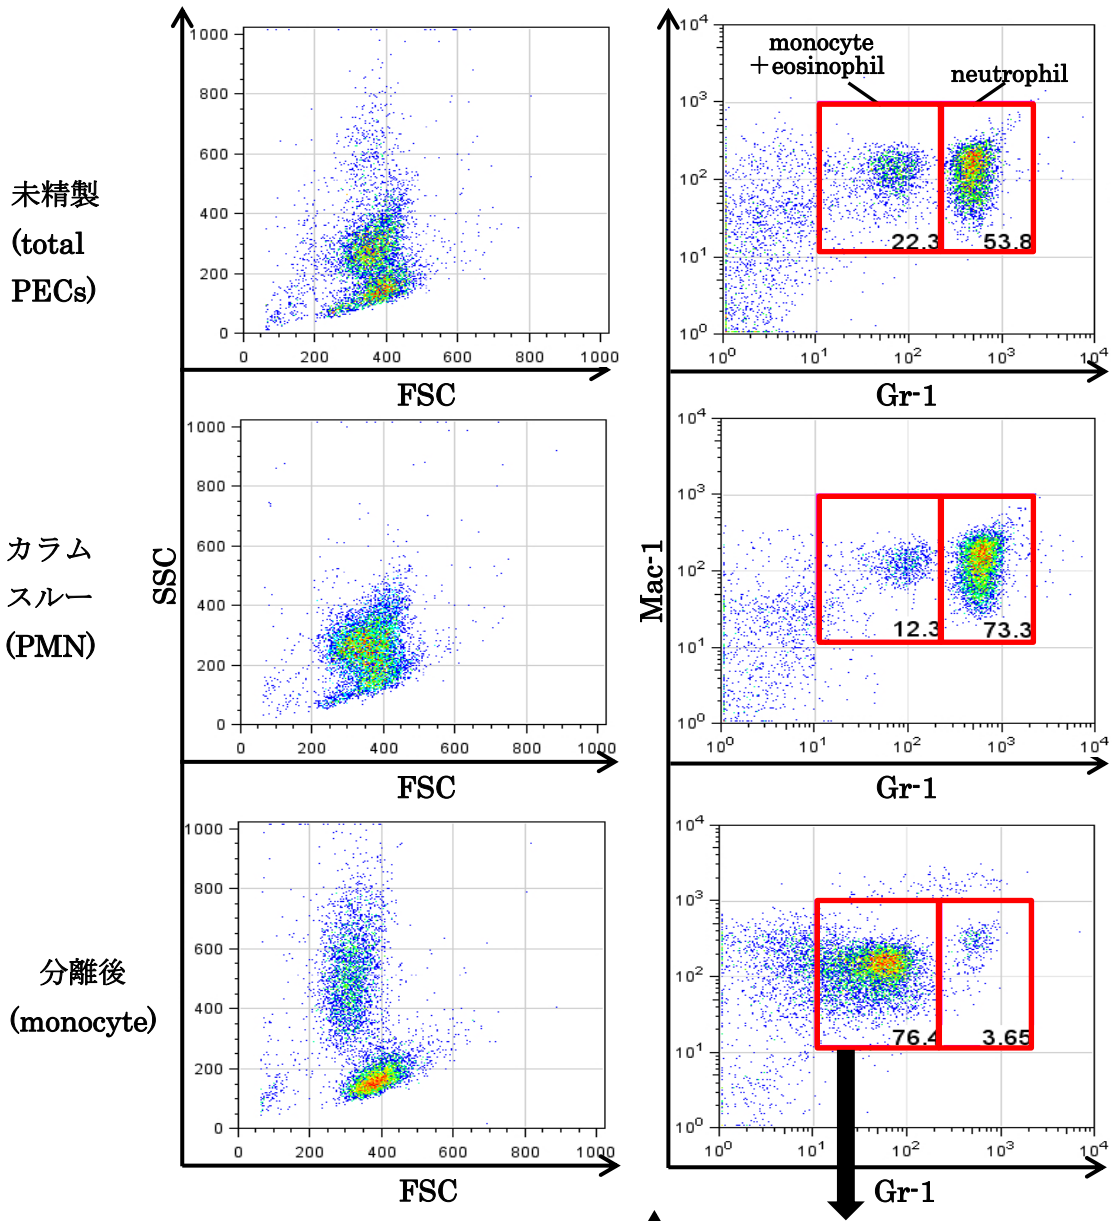 未精製
(total
PECs)
1000
800
600
400
200
0
0 200 400 600 800 1000
FSC
10⁴
10³
10²
10¹
10⁰
monocyte
+eosinophil
neutrophil
22.3 53.8
10⁰ 10¹ 10² 10³ 10⁴
Gr-1
カラム
スルー
(PMN)
SSC
1000
800
600
400
200
0
0 200 400 600 800 1000
FSC
Mac-1
10⁴
10³
10²
10¹
10⁰
12.3 73.3
10⁰ 10¹ 10² 10³ 10⁴
Gr-1
分離後
(monocyte)
1000
800
600
400
200
0
0 200 400 600 800 1000
FSC
10⁴
10³
10²
10¹
10⁰
76.4 3.65
10⁰ 10¹ 10² 10³ 10⁴
Gr-1